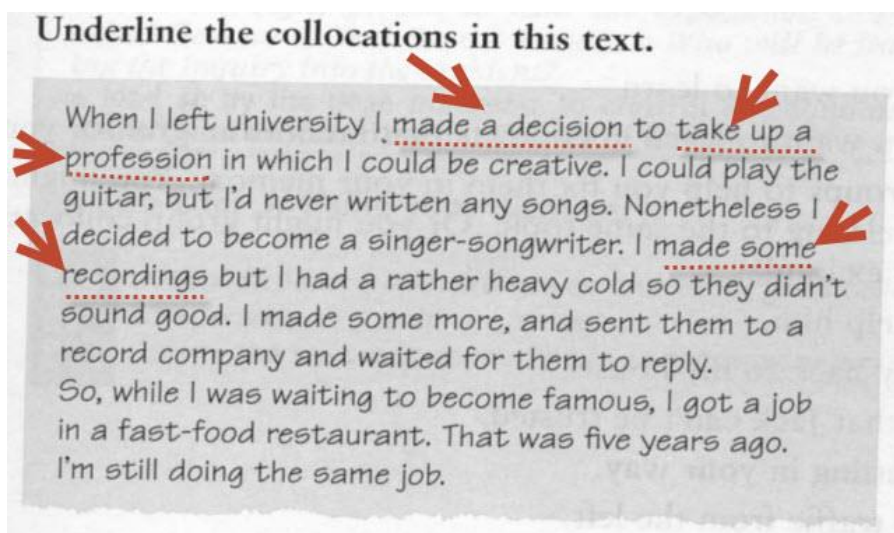 Underline the collocations in this text.
When I left university I made a decision to take up a
profession in which I could be creative. I could play the
guitar, but I'd never written any songs. Nonetheless I
decided to become a singer-songwriter. I made some
recordings but I had a rather heavy cold so they didn't
sound good. I made some more, and sent them to a
record company and waited for them to reply.
So, while I was waiting to become famous, I got a job
in a fast-food restaurant. That was five years ago.
I'm still doing the same job.